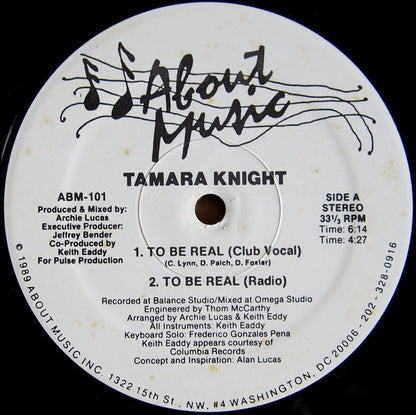 About
Music
TAMARA KNIGHT
ABM-101
Produced & Mixed by:
Archie Lucas
Executive Producer:
Jeffrey Bender
Co-Produced by
Keith Eaddy
For Pulse Production
SIDE A
STEREO
33⅓ RPM
Time: 6:14
Time: 4:27
1. TO BE REAL (Club Vocal)
(C. Lynn, D. Paich, D. Foster)
2. TO BE REAL (Radio)
Recorded at Balance Studio/Mixed at Omega Studio
Engineered by Thom McCarthy
Arranged by Archie Lucas & Keith Eddy
All Instruments: Keith Eaddy
Keyboard Solo: Frederico Gonzales Pena
Keith Eaddy appears courtesy of
Columbia Records
Concept and Inspiration: Alan Lucas
© 1989 ABOUT MUSIC INC. 1322 15th St., NW, #4 WASHINGTON, DC 20006 - 202-328-0916